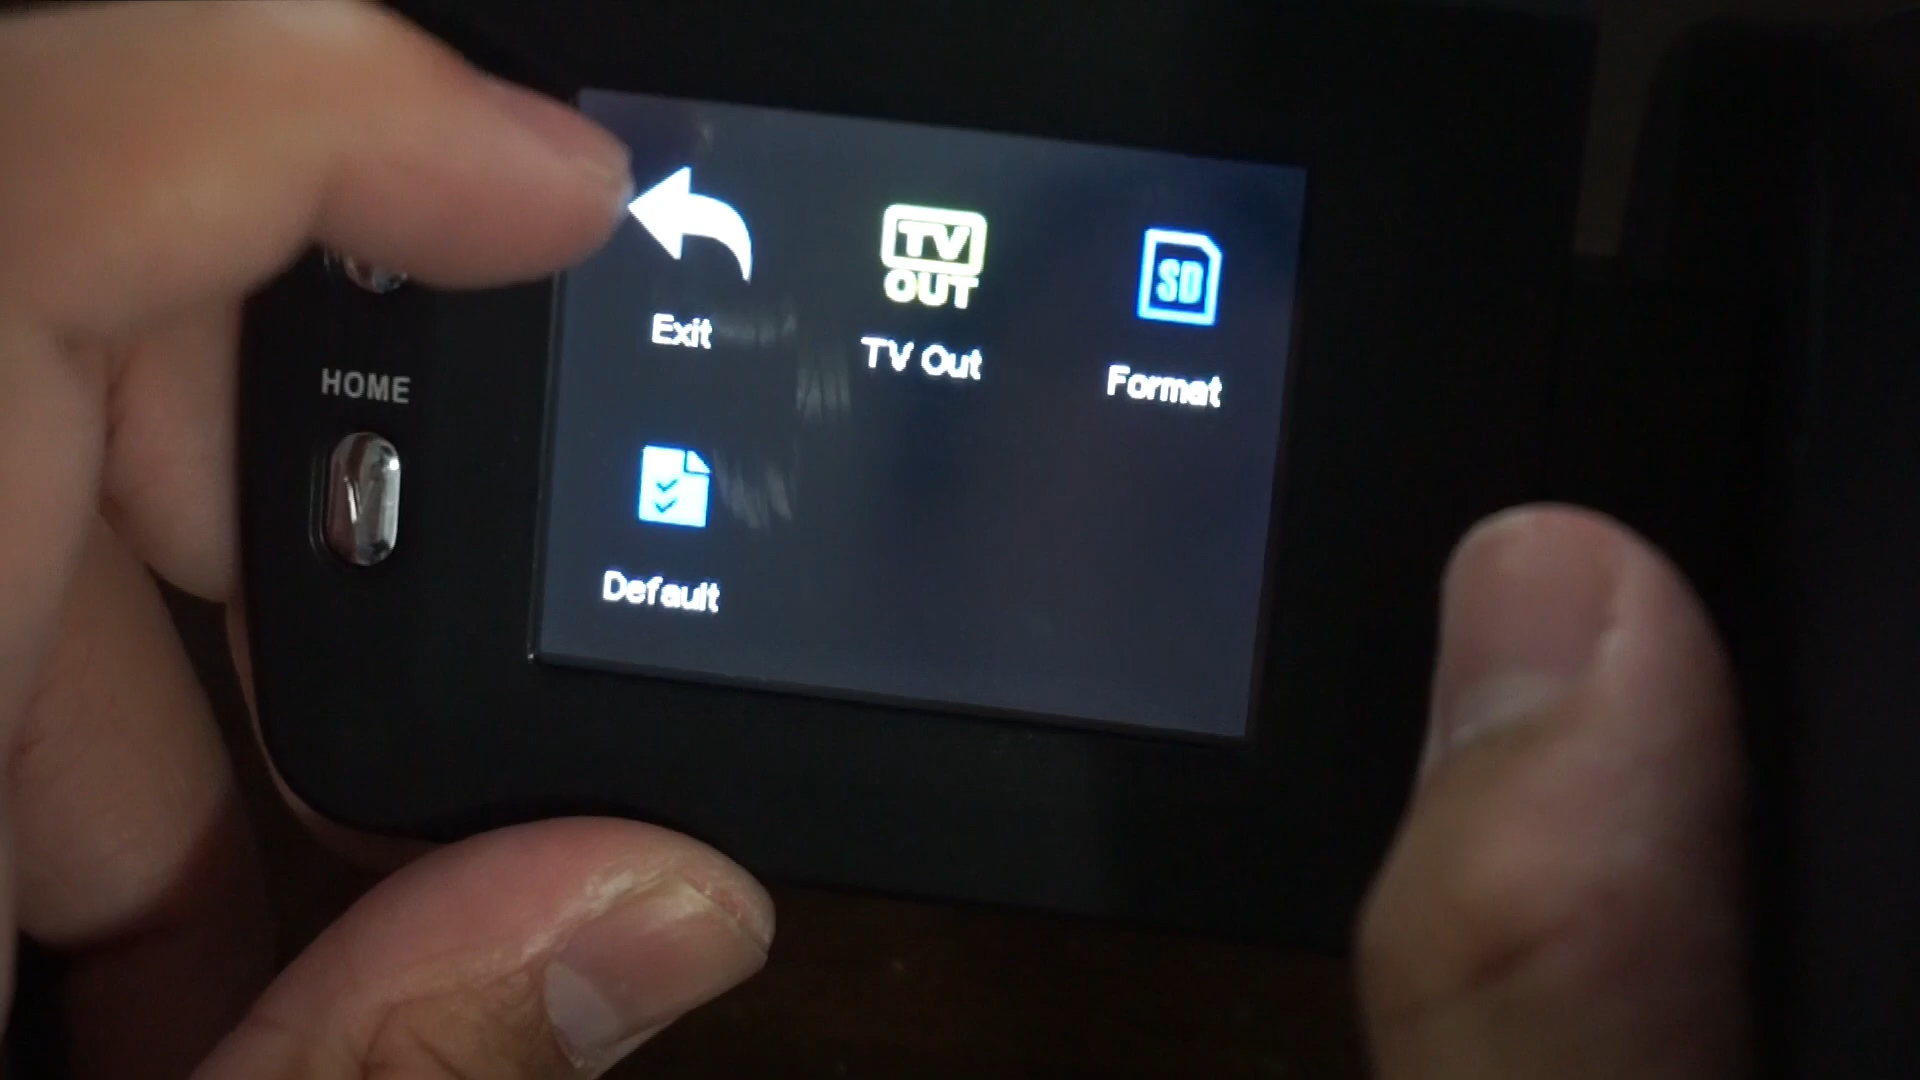 TV
OUT
SD
Exit
TV Out
Format
HOME
Default